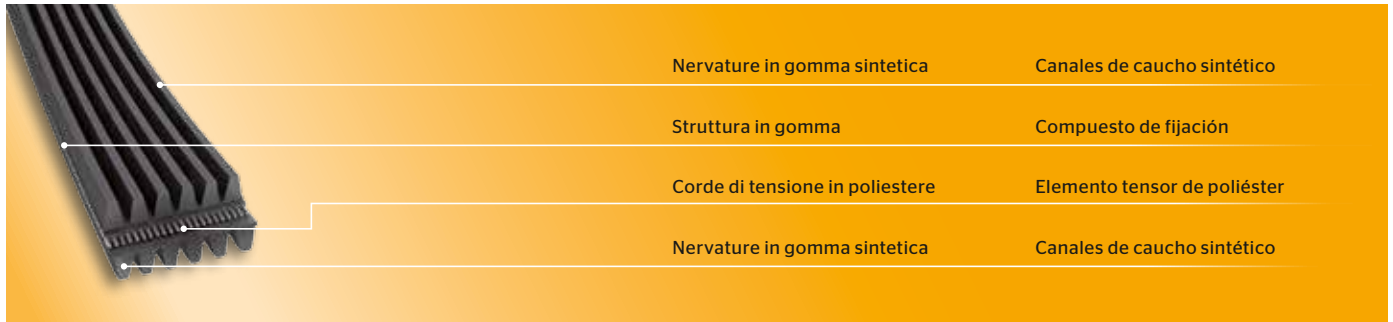 Nervature in gomma sintetica Canales de caucho sintético
Struttura in gomma Compuesto de fijación
Corde di tensione in poliestere Elemento tensor de poliéster
Nervature in gomma sintetica Canales de caucho sintético